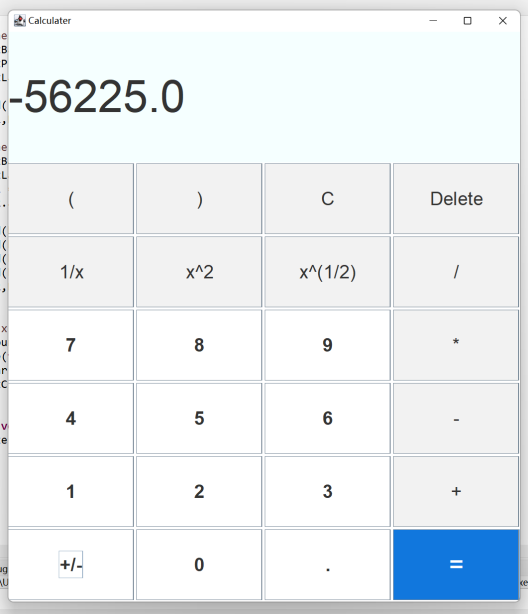 Calculater
-56225.0
( ) C Delete
1/x x^2 x^(1/2) /
7 8 9 *
4 5 6 -
1 2 3 +
+/- 0 . =